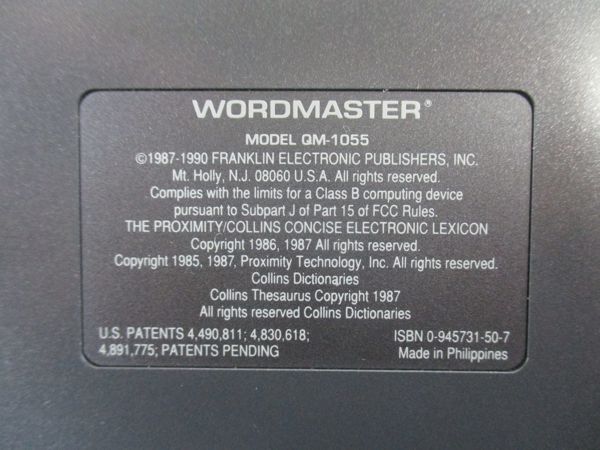 WORDMASTER®
MODEL QM-1055
©1987-1990 FRANKLIN ELECTRONIC PUBLISHERS, INC.
Mt. Holly, N.J. 08060 U.S.A. All rights reserved.
Complies with the limits for a Class B computing device
pursuant to Subpart J of Part 15 of FCC Rules.
THE PROXIMITY/COLLINS CONCISE ELECTRONIC LEXICON
Copyright 1986, 1987 All rights reserved.
Copyright 1985, 1987, Proximity Technology, Inc. All rights reserved.
Collins Dictionaries
Collins Thesaurus Copyright 1987
All rights reserved Collins Dictionaries
U.S. PATENTS 4,490,811; 4,830,618;
4,891,775; PATENTS PENDING
ISBN 0-945731-50-7
Made in Philippines